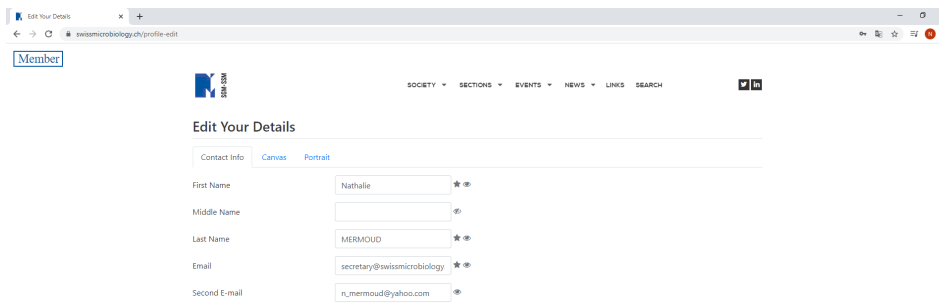 Edit Your Details
swissmicrobiology.ch/profile-edit
N
Member
SGM-SSM
SOCIETY SECTIONS EVENTS NEWS LINKS SEARCH
in
Edit Your Details
Contact Info Canvas Portrait
First Name Nathalie
Middle Name
Last Name MERMOUD
Email secretary@swissmicrobiology.
Second E-mail n_mermoud@yahoo.com